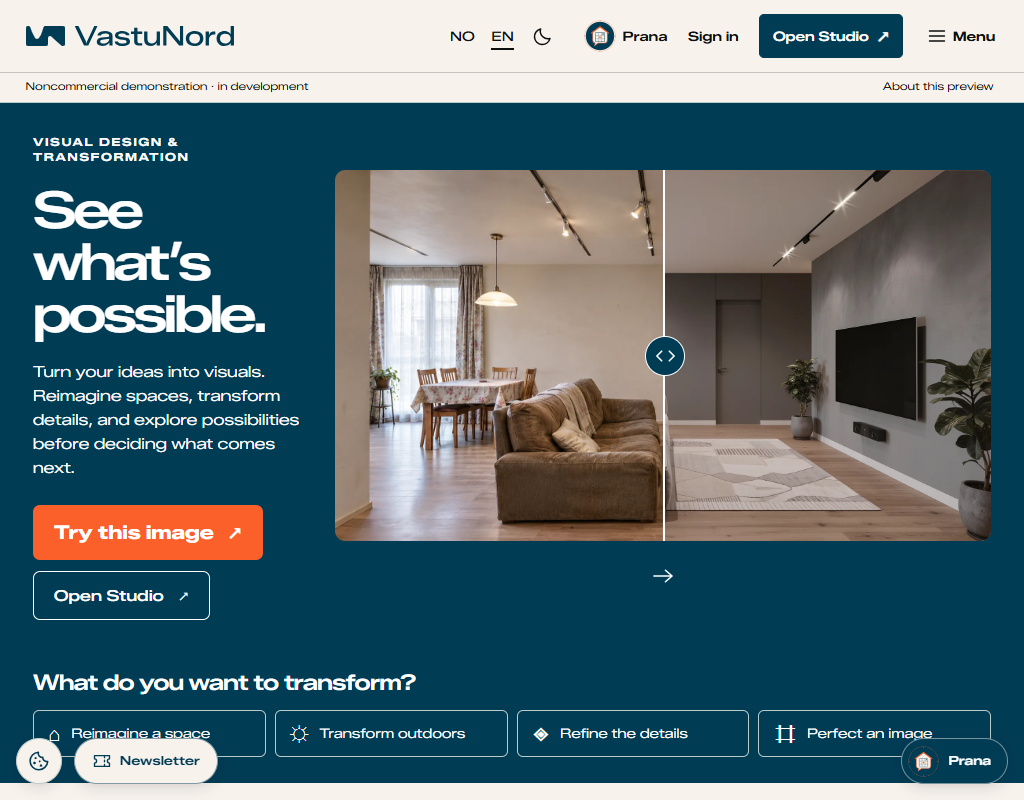 VastuNord
NO
EN
Prana
Sign in
Open Studio ↗
Menu
Noncommercial demonstration · in development
About this preview
VISUAL DESIGN &
TRANSFORMATION
See
what’s
possible.
Turn your ideas into visuals.
Reimagine spaces, transform
details, and explore possibilities
before deciding what comes
next.
Try this image ↗
Open Studio ↗
What do you want to transform?
Reimagine a space
Transform outdoors
Refine the details
Perfect an image
Newsletter
Prana